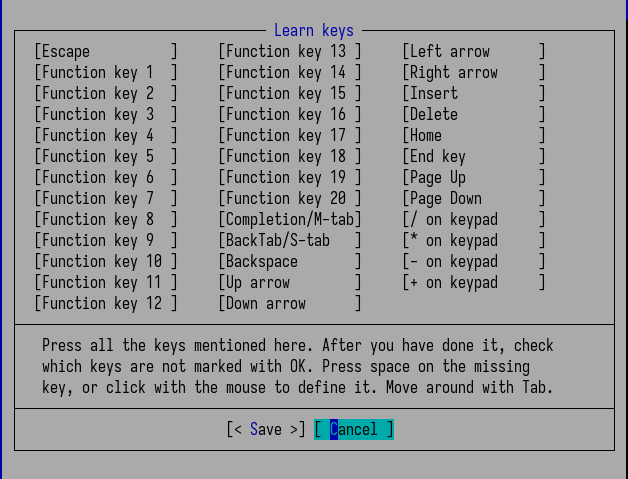 Learn keys
[Escape          ]     [Function key 13 ]     [Left arrow      ]
[Function key 1  ]     [Function key 14 ]     [Right arrow     ]
[Function key 2  ]     [Function key 15 ]     [Insert          ]
[Function key 3  ]     [Function key 16 ]     [Delete          ]
[Function key 4  ]     [Function key 17 ]     [Home            ]
[Function key 5  ]     [Function key 18 ]     [End key         ]
[Function key 6  ]     [Function key 19 ]     [Page Up         ]
[Function key 7  ]     [Function key 20 ]     [Page Down       ]
[Function key 8  ]     [Completion/M-tab]     [/ on keypad     ]
[Function key 9  ]     [BackTab/S-tab   ]     [* on keypad     ]
[Function key 10 ]     [Backspace       ]     [- on keypad     ]
[Function key 11 ]     [Up arrow        ]     [+ on keypad     ]
[Function key 12 ]     [Down arrow      ]
Press all the keys mentioned here. After you have done it, check
which keys are not marked with OK. Press space on the missing
key, or click with the mouse to define it. Move around with Tab.
[< Save >] [ Cancel ]